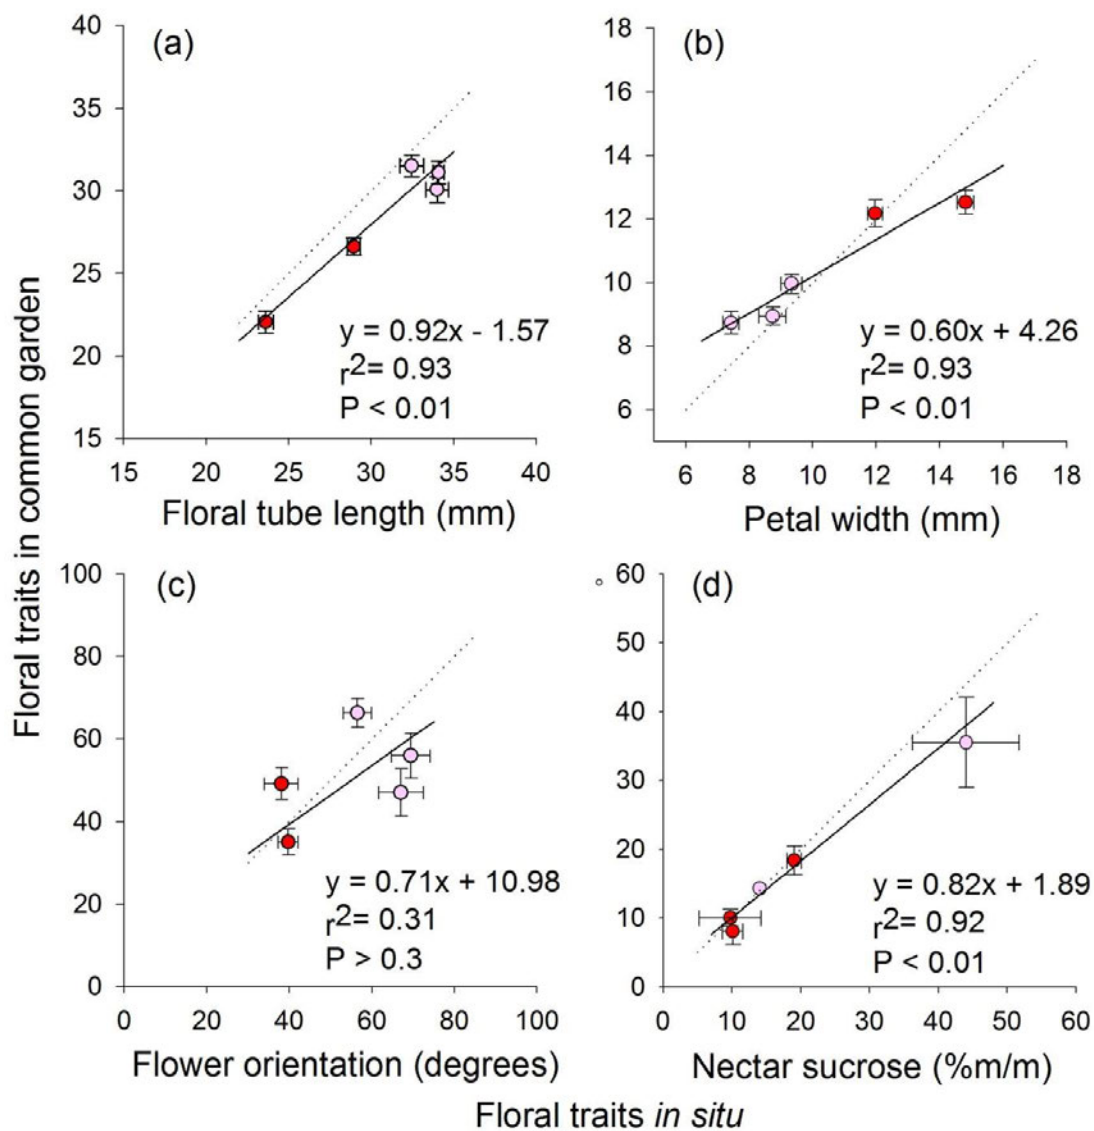 Floral traits in common garden
(a)
40
35
30
25
20
15
y = 0.92x - 1.57
r2= 0.93
P < 0.01
15 20 25 30 35 40
Floral tube length (mm)
(b)
18
16
14
12
10
8
6
y = 0.60x + 4.26
r2= 0.93
P < 0.01
6 8 10 12 14 16 18
Petal width (mm)
(c)
100
80
60
40
20
0
y = 0.71x + 10.98
r2= 0.31
P > 0.3
0 20 40 60 80 100
Flower orientation (degrees)
(d)
60
50
40
30
20
10
0
y = 0.82x + 1.89
r2= 0.92
P < 0.01
0 10 20 30 40 50 60
Nectar sucrose (%m/m)
Floral traits in situ